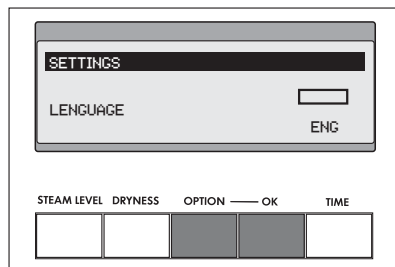 SETTINGS
LENGUAGE
ENG
STEAM LEVEL DRYNESS OPTION OK TIME